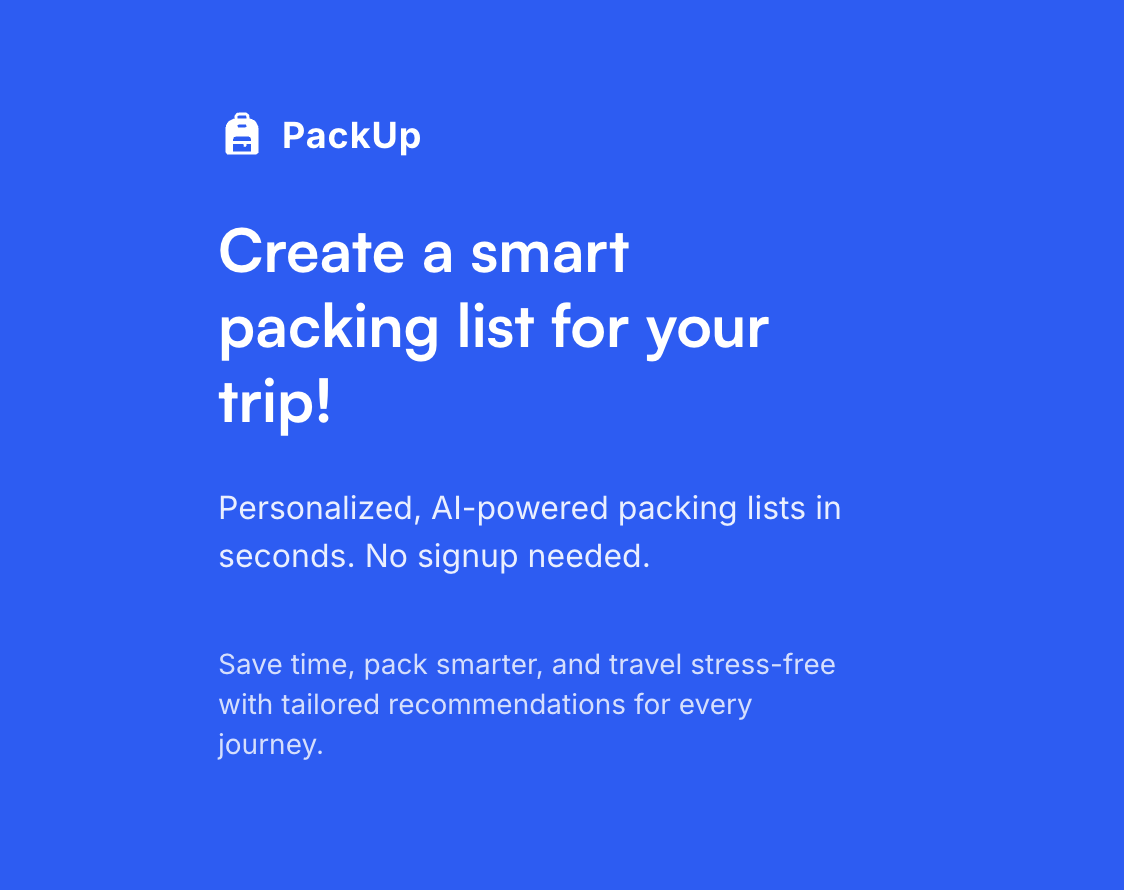 PackUp
Create a smart
packing list for your
trip!
Personalized, AI-powered packing lists in
seconds. No signup needed.
Save time, pack smarter, and travel stress-free
with tailored recommendations for every
journey.